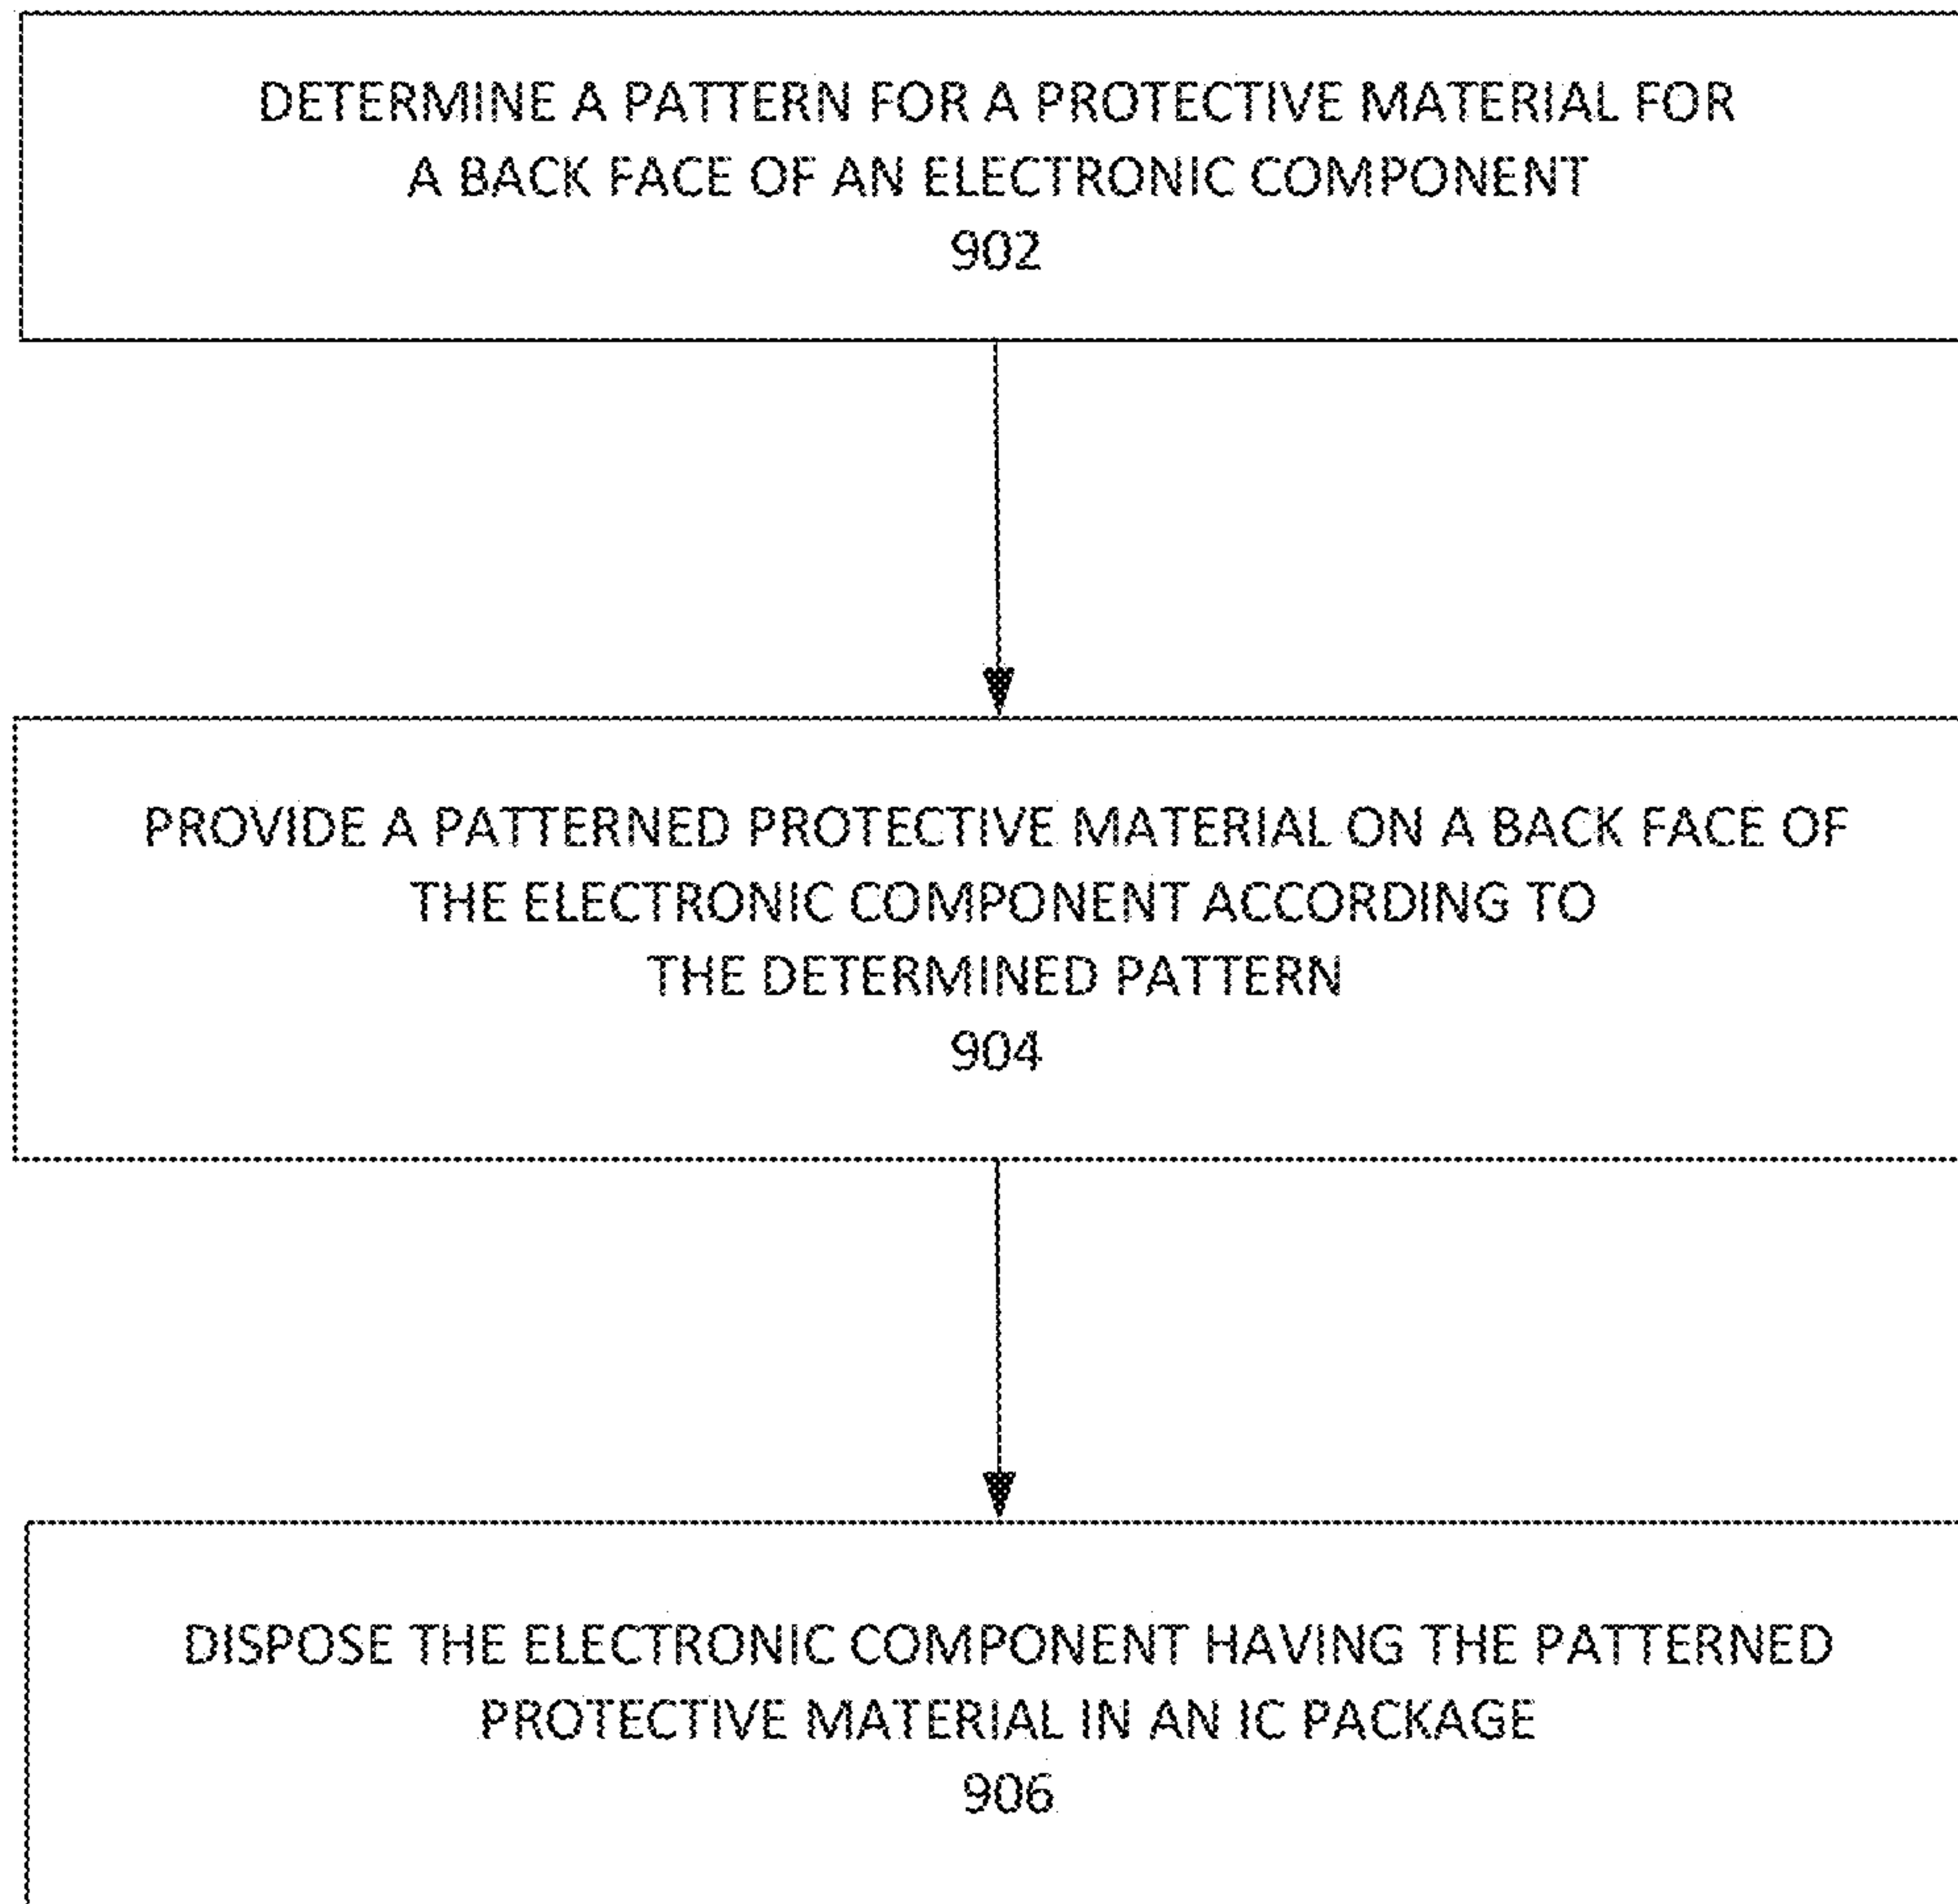 DETERMINE A PATTERN FOR A PROTECTIVE MATERIAL FOR
A BACK FACE OF AN ELECTRONIC COMPONENT
902
PROVIDE A PATTERNED PROTECTIVE MATERIAL ON A BACK FACE OF
THE ELECTRONIC COMPONENT ACCORDING TO
THE DETERMINED PATTERN
904
DISPOSE THE ELECTRONIC COMPONENT HAVING THE PATTERNED
PROTECTIVE MATERIAL IN AN IC PACKAGE
906